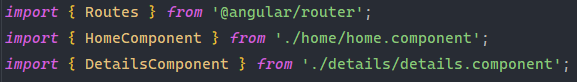 import { Routes } from '@angular/router';
import { HomeComponent } from './home/home.component';
import { DetailsComponent } from './details/details.component';